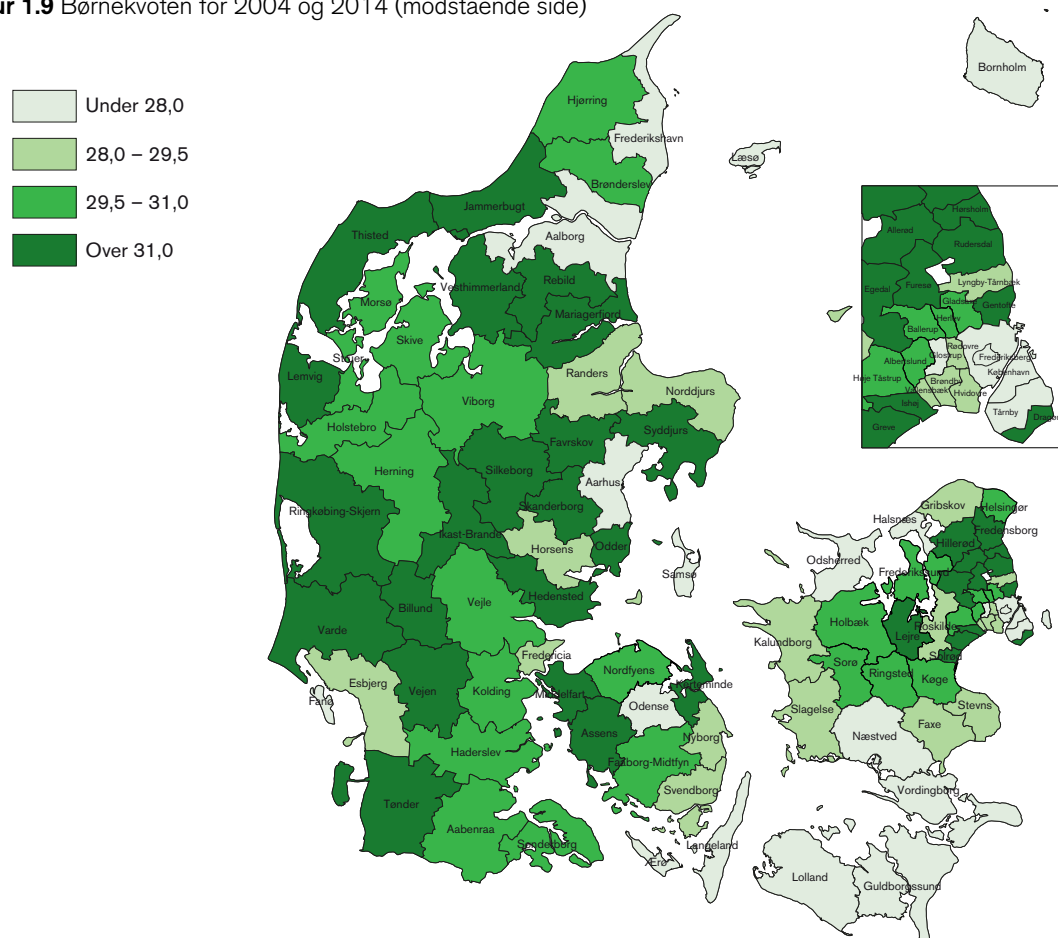 ur 1.9 Børnekvoten for 2004 og 2014 (modstående side)
Under 28,0
28,0 – 29,5
29,5 – 31,0
Over 31,0
Bornholm
Hjørring
Frederikshavn
Læsø
Brønderslev
Jammerbugt
Thisted
Aalborg
Vesthimmerland
Rebild
Morsø
Mariagerfjord
Skive
Struer
Lemvig
Randers
Norddjurs
Viborg
Holstebro
Favrskov
Syddjurs
Herning
Silkeborg
Aarhus
Ringkøbing-Skjern
Skanderborg
Ikast-Brande
Horsens
Odder
Samsø
Hedensted
Billund
Vejle
Varde
Fredericia
Esbjerg
Vejen
Kolding
Fanø
Middelfart
Nordfyens
Kerteminde
Odense
Assens
Nyborg
Haderslev
Faaborg-Midtfyn
Svendborg
Tønder
Aabenraa
Sønderborg
Ærø
Langeland
Hørsholm
Allerød
Rudersdal
Egedal
Furesø
Lyngby-Tårnbæk
Gladsaxe
Gentofte
Herlev
Ballerup
Rødovre
Glostrup
Frederiksberg
Albertslund
København
Høje Tåstrup
Brøndby
Vallensbæk
Hvidovre
Ishøj
Tårnby
Greve
Gribskov
Helsingør
Halsnæs
Fredensborg
Hillerød
Odsherred
Frederikssund
Holbæk
Roskilde
Kalundborg
Lejre
Solrød
Sorø
Ringsted
Køge
Slagelse
Stevns
Faxe
Næstved
Vordingborg
Lolland
Guldborgssund